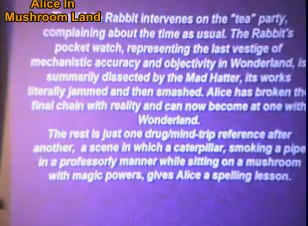 Alice In
Mushroom Land Rabbit intervenes on the "tea" party,
complaining about the time as usual. The Rabbit's
pocket watch, representing the last vestige of
mechanistic accuracy and objectivity in Wonderland, is
summarily dissected by the Mad Hatter, its works
literally jammed and then smashed. Alice has broken the
final chain with reality and can now become at one with
Wonderland.
The rest is just one drug/mind-trip reference after
another, a scene in which a caterpillar, smoking a pipe
in a professorly manner while sitting on a mushroom
with magic powers, gives Alice a spelling lesson.